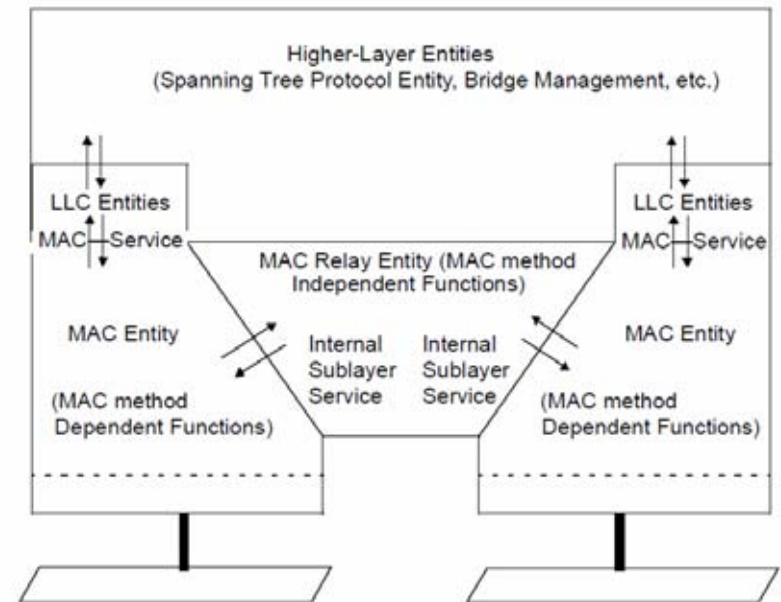 Higher-Layer Entities
(Spanning Tree Protocol Entity, Bridge Management, etc.)
LLC Entities
LLC Entities
MAC Service
MAC Service
MAC Relay Entity (MAC method
Independent Functions)
MAC Entity
Internal
Sublayer
Service
Internal
Sublayer
Service
MAC Entity
(MAC method
Dependent Functions)
(MAC method
Dependent Functions)